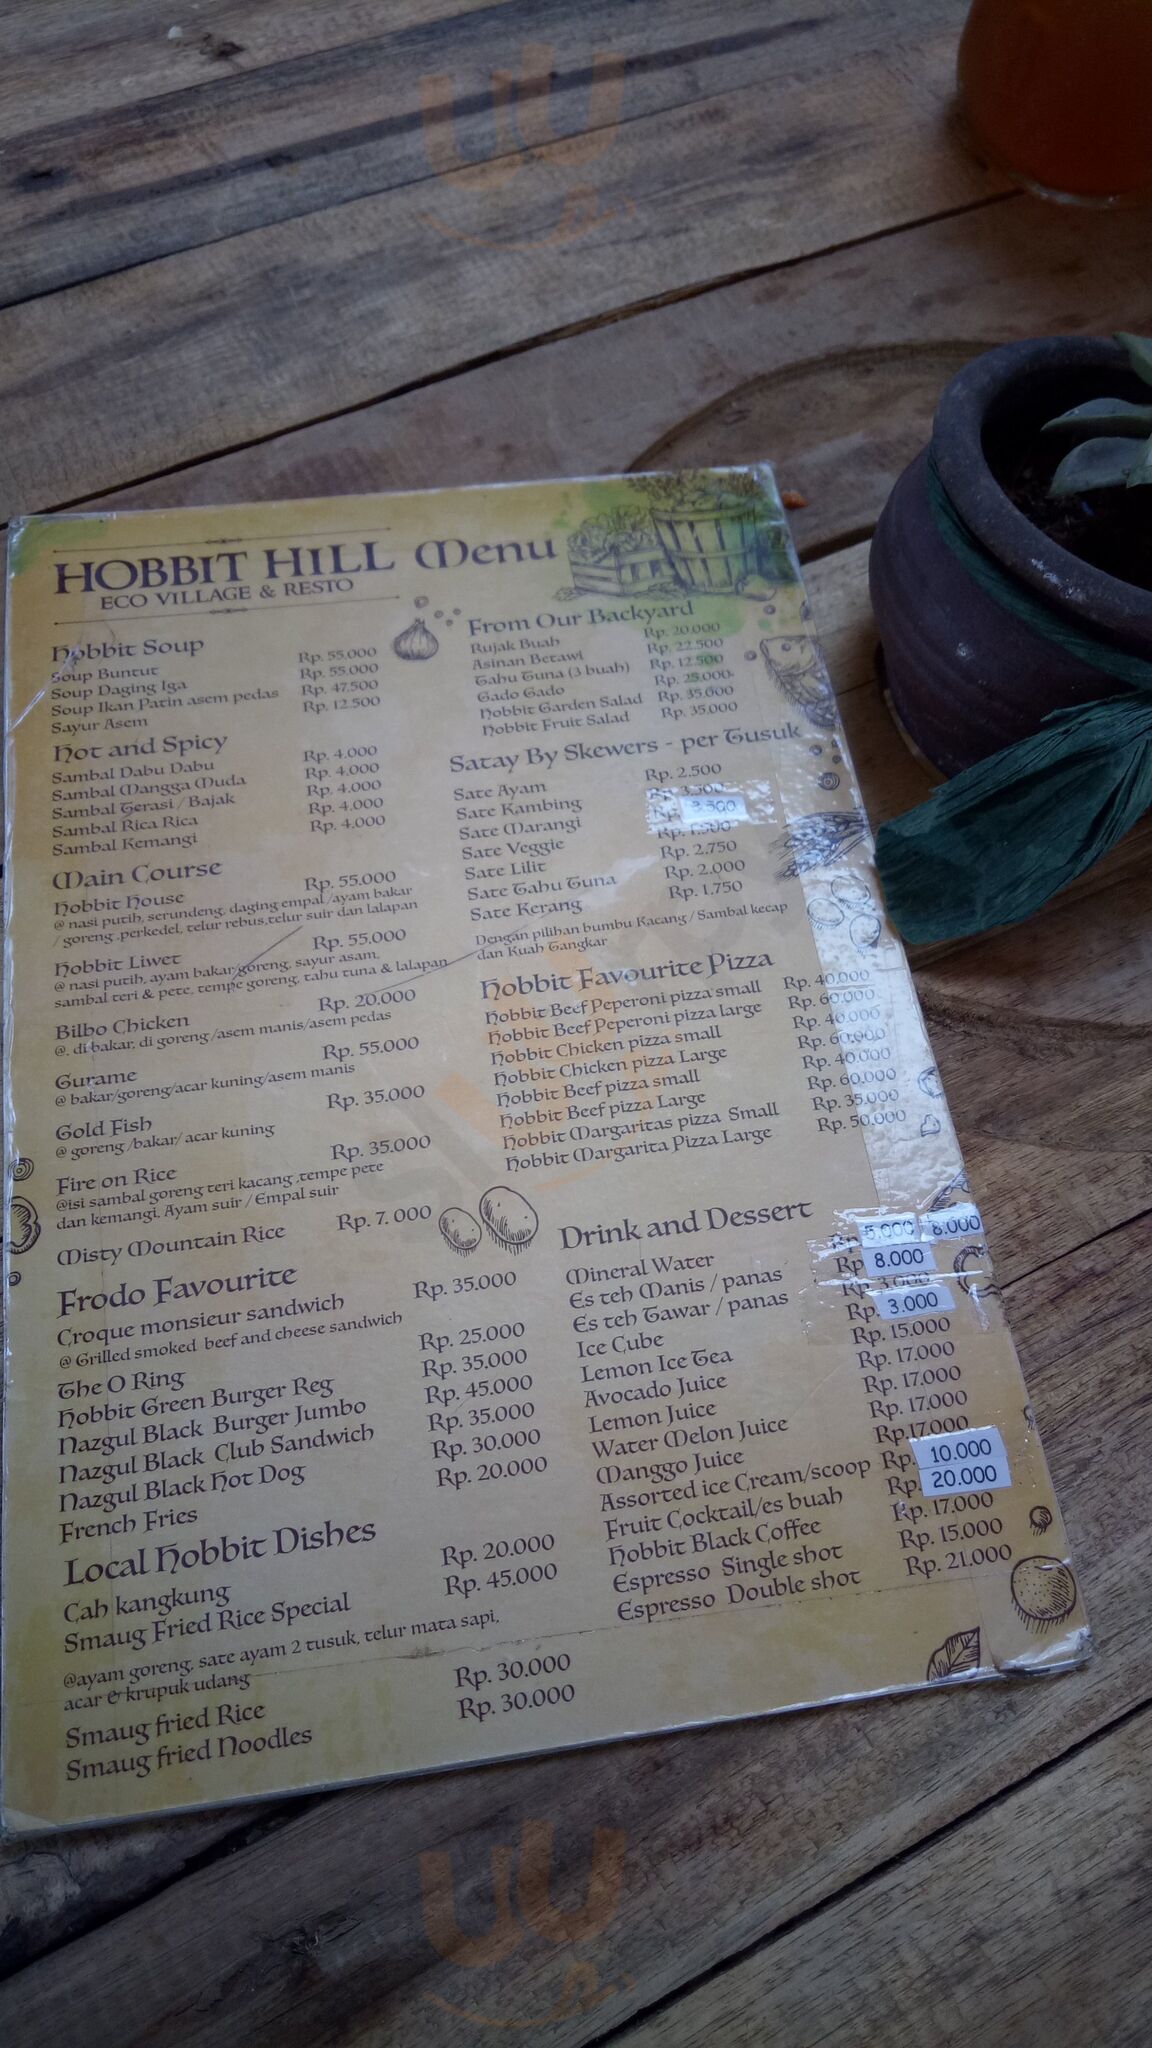 HOBBIT HILL Menu
ECO VILLAGE & RESTO
Hobbit Soup
Soup Buntut Rp. 55.000
Soup Daging Iga Rp. 55.000
Soup Ikan Patin asem pedas Rp. 47.500
Sayur Asem Rp. 12.500
Hot and Spicy
Sambal Dabu Dabu Rp. 4.000
Sambal Mangga Muda Rp. 4.000
Sambal Terasi / Bajak Rp. 4.000
Sambal Rica Rica Rp. 4.000
Sambal Kemangi Rp. 4.000
Main Course
Hobbit House Rp. 55.000
@ nasi putih, serundeng, daging empal /ayam bakar
/ goreng ,perkedel, telur rebus,telur suir dan lalapan
Hobbit Liwet Rp. 55.000
@ nasi putih, ayam bakar/goreng, sayur asam,
sambal teri & pete, tempe goreng, tahu tuna & lalapan
Bilbo Chicken Rp. 20.000
@. di bakar, di goreng/asem manis/asem pedas
Gurame Rp. 55.000
@ bakar/goreng/acar kuning/asem manis
Gold Fish Rp. 35.000
@ goreng /bakar/ acar kuning
Fire on Rice Rp. 35.000
@isi sambal goreng teri kacang ,tempe pete
dan kemangi, Ayam suir / Empal suir
Misty Mountain Rice Rp. 7. 000
Frodo Favourite
Croque monsieur sandwich Rp. 35.000
@ Grilled smoked beef and cheese sandwich
The O Ring Rp. 25.000
Hobbit Green Burger Reg Rp. 35.000
Nazgul Black Burger Jumbo Rp. 45.000
Nazgul Black Club Sandwich Rp. 35.000
Nazgul Black Hot Dog Rp. 30.000
French Fries Rp. 20.000
Local Hobbit Dishes
Cah kangkung Rp. 20.000
Smaug Fried Rice Special Rp. 45.000
@ayam goreng, sate ayam 2 tusuk, telur mata sapi,
acar & krupuk udang
Smaug fried Rice Rp. 30.000
Smaug fried Noodles Rp. 30.000
From Our Backyard
Rujak Buah Rp. 20.000
Asinan Betawi Rp. 22.500
Tahu Tuna (3 buah) Rp. 12.500
Gado Gado Rp. 25.000
Hobbit Garden Salad Rp. 35.000
Hobbit Fruit Salad Rp. 35.000
Satay By Skewers - per Tusuk
Sate Ayam Rp. 2.500
Sate Kambing Rp 3.500
Sate Marangi Rp. 3.500
Sate Veggie Rp. 1.500
Sate Lilit Rp. 2.750
Sate Tahu Tuna Rp. 2.000
Sate Kerang Rp. 1.750
Dengan pilihan bumbu Kacang / Sambal kecap
dan Kuah Tangkar
Hobbit Favourite Pizza
Hobbit Beef Peperoni pizza small Rp. 40.000
Hobbit Beef Peperoni pizza large Rp. 60.000
Hobbit Chicken pizza small Rp. 40.000
Hobbit Chicken pizza Large Rp. 60.000
Hobbit Beef pizza small Rp. 40.000
Hobbit Beef pizza Large Rp. 60.000
Hobbit Margaritas pizza Small Rp. 35.000
Hobbit Margarita Pizza Large Rp. 50.000
Drink and Dessert
Mineral Water Rp 5.000 8.000
Es teh Manis / panas Rp 8.000
Es teh Tawar / panas Rp. 3.000
Ice Cube Rp. 3.000
Lemon Ice Tea Rp. 15.000
Avocado Juice Rp. 17.000
Lemon Juice Rp. 17.000
Water Melon Juice Rp. 17.000
Manggo Juice Rp.17.000
Assorted ice Cream/scoop Rp. 10.000
Fruit Cocktail/es buah Rp. 20.000
Hobbit Black Coffee Rp. 17.000
Espresso Single shot Rp. 15.000
Espresso Double shot Rp. 21.000